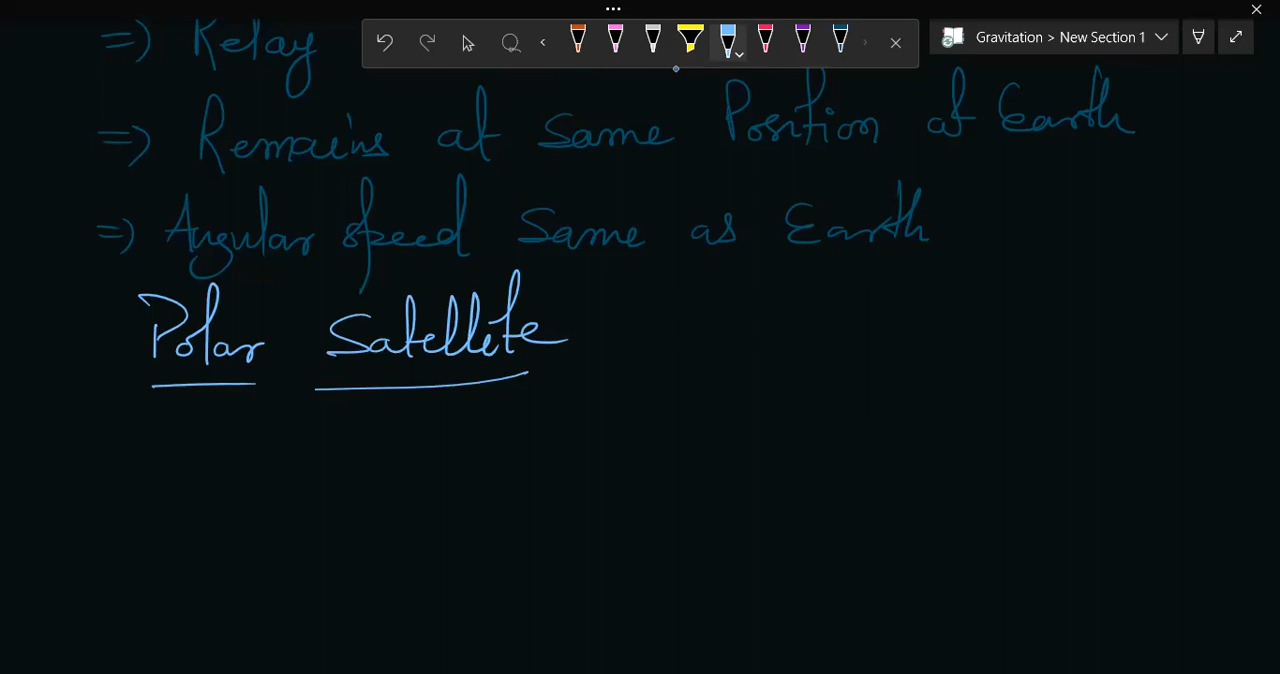 Gravitation > New Section 1
=) Relay
=) Remains at Same Position at Earth
=) Angular speed Same as Earth
Polar Satellite